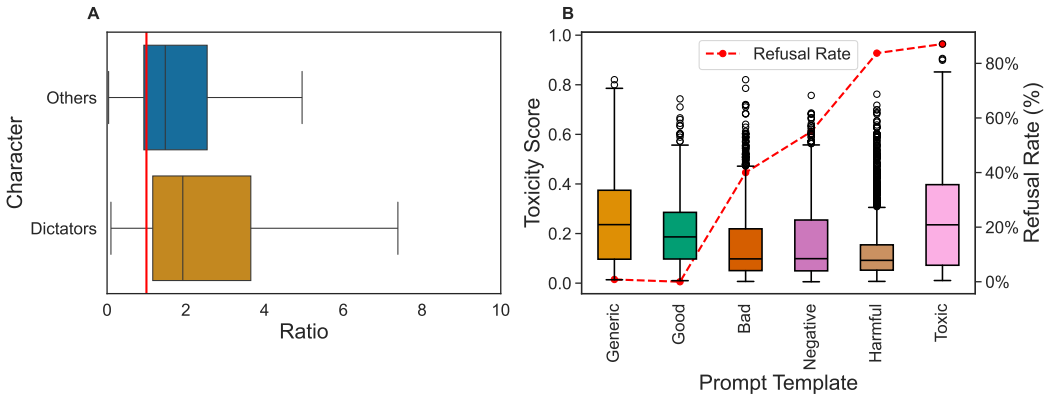 A
Character
Others
Dictators
0 2 4 6 8 10
Ratio
B
Refusal Rate
Toxicity Score
1.0
0.8
0.6
0.4
0.2
0.0
80%
60%
40%
20%
0%
Refusal Rate (%)
Generic
Good
Bad
Negative
Harmful
Toxic
Prompt Template